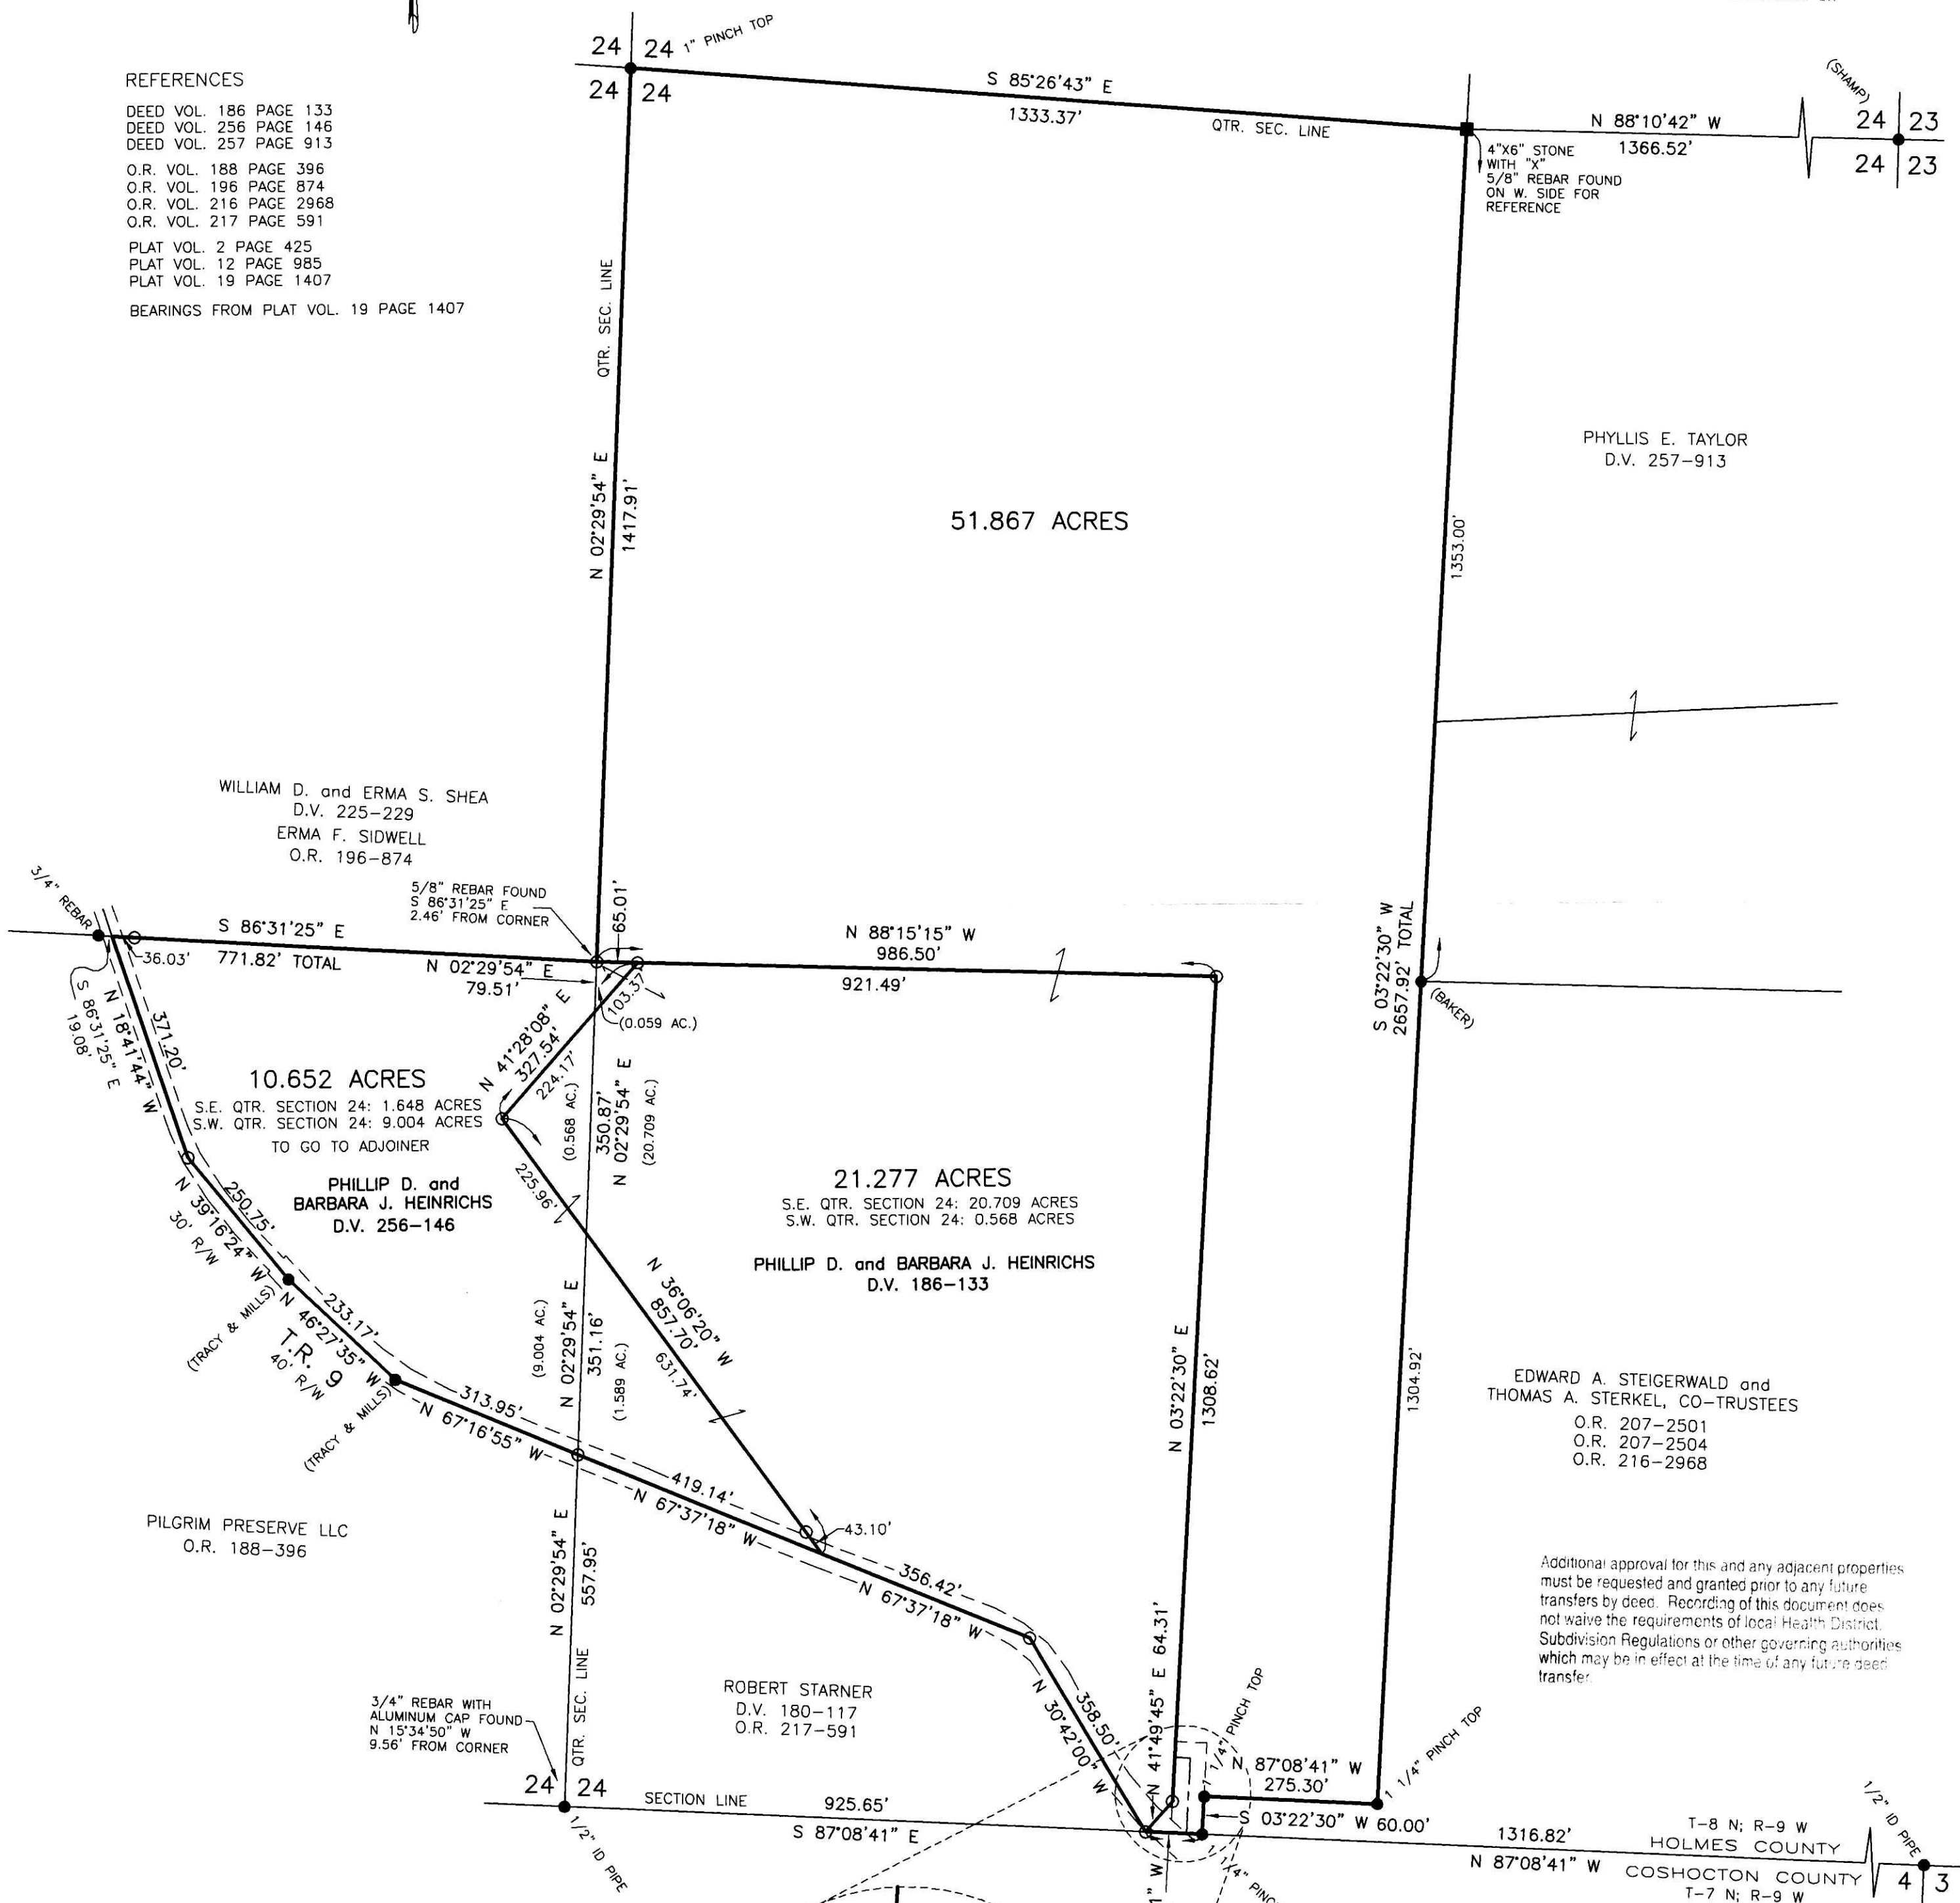 24 24 1" PINCH TOP
24 24
REFERENCES
DEED VOL. 186 PAGE 133
DEED VOL. 256 PAGE 146
DEED VOL. 257 PAGE 913
O.R. VOL. 188 PAGE 396
O.R. VOL. 196 PAGE 874
O.R. VOL. 216 PAGE 2968
O.R. VOL. 217 PAGE 591
PLAT VOL. 2 PAGE 425
PLAT VOL. 12 PAGE 985
PLAT VOL. 19 PAGE 1407
BEARINGS FROM PLAT VOL. 19 PAGE 1407
S 85°26'43" E
1333.37'
QTR. SEC. LINE
N 88°10'42" W
1366.52'
(SHAMP)
24 23
24 23
4"X6" STONE
WITH "X"
5/8" REBAR FOUND
ON W. SIDE FOR
REFERENCE
QTR. SEC. LINE
N 02°29'54" E
1417.91'
51.867 ACRES
1353.00'
PHYLLIS E. TAYLOR
D.V. 257-913
WILLIAM D. and ERMA S. SHEA
D.V. 225-229
ERMA F. SIDWELL
O.R. 196-874
3/4" REBAR
5/8" REBAR FOUND
S 86°31'25" E
2.46' FROM CORNER
65.01'
S 86°31'25" E
771.82' TOTAL
36.03'
N 02°29'54" E
79.51'
N 88°15'15" W
986.50'
921.49'
S 03°22'30" W
2657.92' TOTAL
(BAKER)
103.37'
(0.059 AC.)
S 86°31'25" E
19.08'
N 18°41'44" W
371.20'
N 41°28'08" E
327.54'
224.17'
10.652 ACRES
S.E. QTR. SECTION 24: 1.648 ACRES
S.W. QTR. SECTION 24: 9.004 ACRES
TO GO TO ADJOINER
PHILLIP D. and
BARBARA J. HEINRICHS
D.V. 256-146
(0.568 AC.)
350.87'
N 02°29'54" E
(20.709 AC.)
225.96'
21.277 ACRES
S.E. QTR. SECTION 24: 20.709 ACRES
S.W. QTR. SECTION 24: 0.568 ACRES
PHILLIP D. and BARBARA J. HEINRICHS
D.V. 186-133
250.75'
N 39°16'24" W
30' R/W
(TRACY & MILLS)
233.17'
N 46°27'35" W
T.R. 9
40' R/W
(TRACY & MILLS)
(9.004 AC.)
N 02°29'54" E
351.16'
(1.589 AC.)
N 36°06'20" W
857.70'
631.74'
N 03°22'30" E
1308.62'
1304.92'
EDWARD A. STEIGERWALD and
THOMAS A. STERKEL, CO-TRUSTEES
O.R. 207-2501
O.R. 207-2504
O.R. 216-2968
313.95'
N 67°16'55" W
419.14'
N 67°37'18" W
43.10'
PILGRIM PRESERVE LLC
O.R. 188-396
N 02°29'54" E
557.95'
QTR. SEC. LINE
356.42'
N 67°37'18" W
Additional approval for this and any adjacent properties
must be requested and granted prior to any future
transfers by deed. Recording of this document does
not waive the requirements of local Health District.
Subdivision Regulations or other governing authorities
which may be in effect at the time of any future deed
transfer.
3/4" REBAR WITH
ALUMINUM CAP FOUND
N 15°34'50" W
9.56' FROM CORNER
ROBERT STARNER
D.V. 180-117
O.R. 217-591
358.50'
N 30°42'00" W
N 41°49'45" E 64.31'
1 1/4" PINCH TOP
N 87°08'41" W
275.30'
1 1/4" PINCH TOP
S 03°22'30" W 60.00'
24 24
SECTION LINE
925.65'
S 87°08'41" E
1/2" ID PIPE
1316.82'
N 87°08'41" W
T-8 N; R-9 W
HOLMES COUNTY
COSHOCTON COUNTY
T-7 N; R-9 W
1/2" ID PIPE
4 3